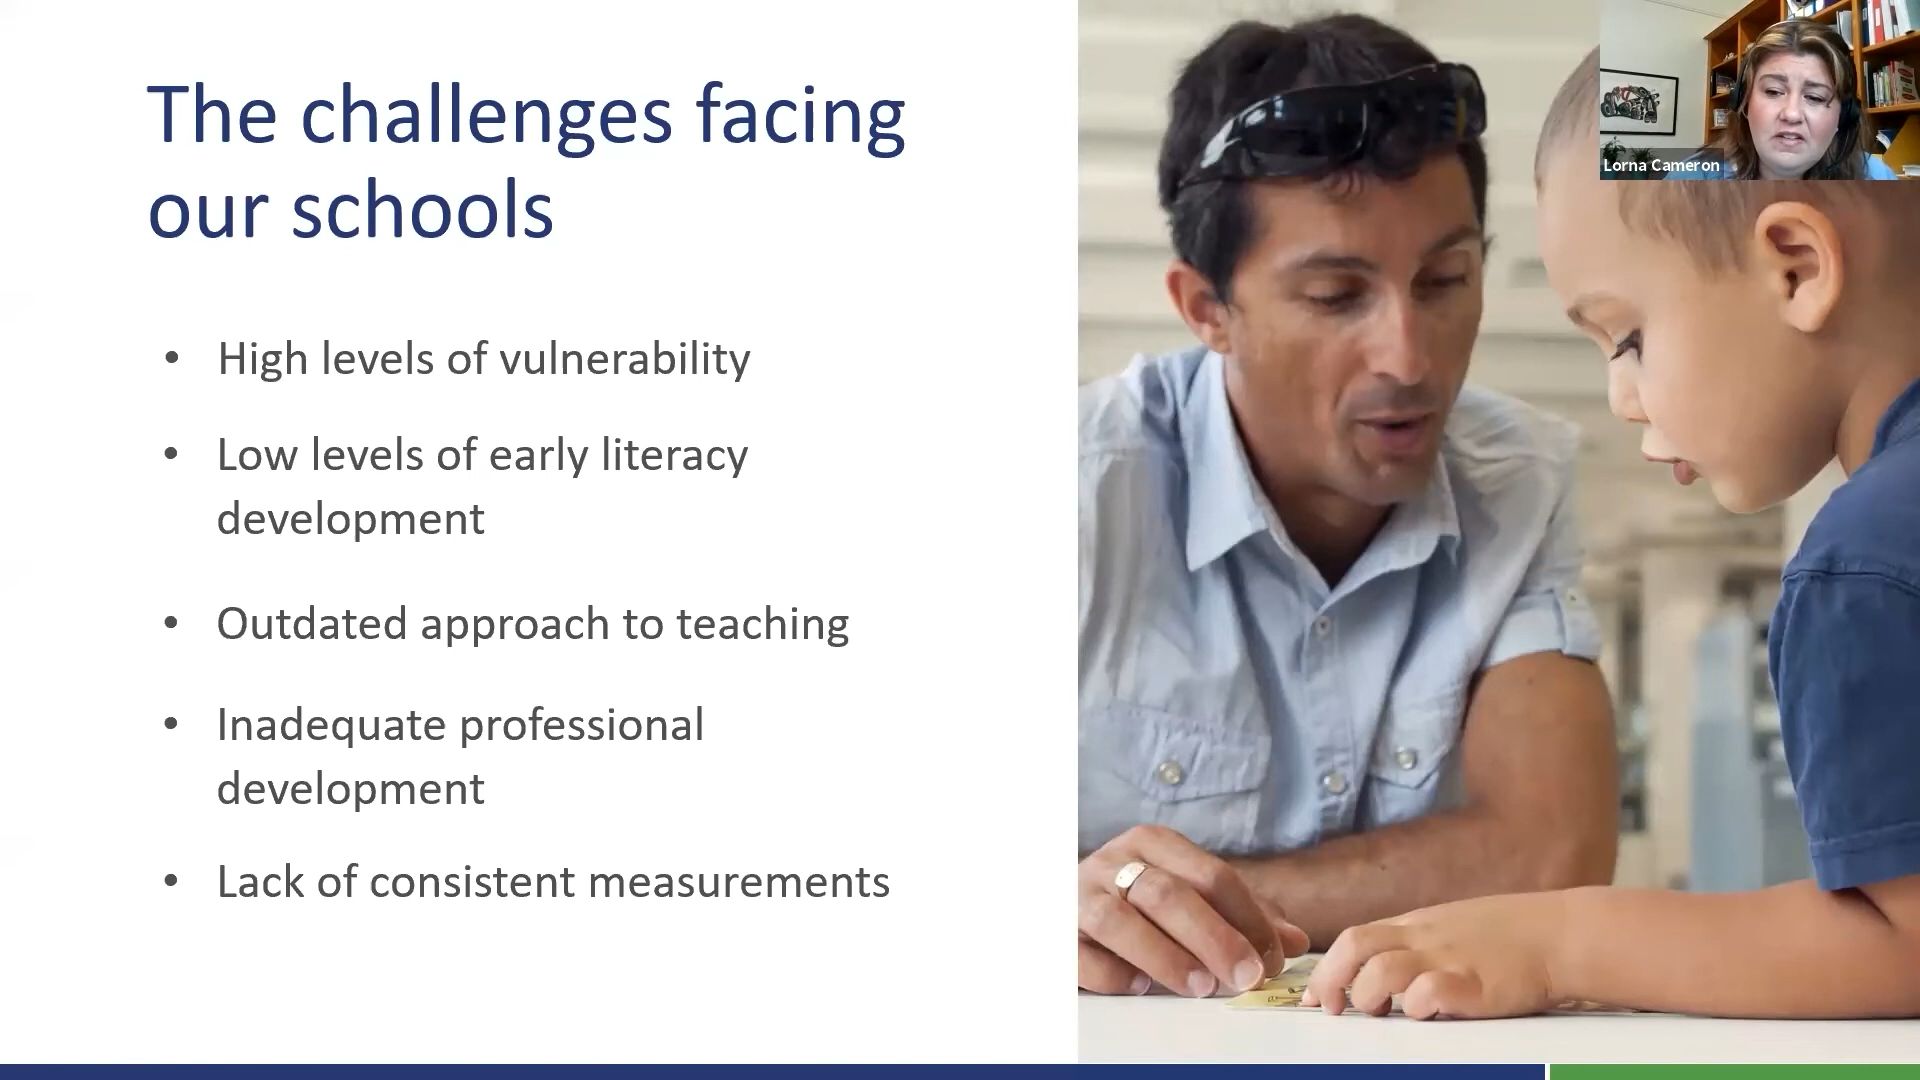 The challenges facing
our schools
• High levels of vulnerability
• Low levels of early literacy
development
• Outdated approach to teaching
• Inadequate professional
development
• Lack of consistent measurements
Lorna Cameron